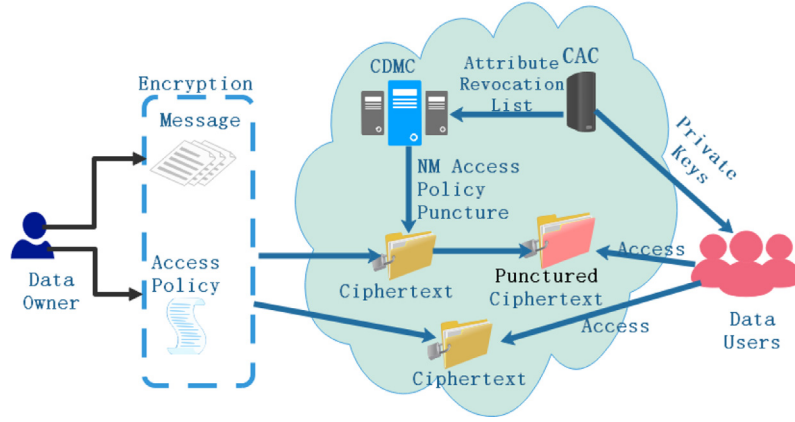 Encryption
Message
Data
Owner
Access
Policy
CDMC
Attribute
Revocation
List
CAC
Private
Keys
NM Access
Policy
Puncture
Ciphertext
Punctured
Ciphertext
Access
Access
Ciphertext
Data
Users